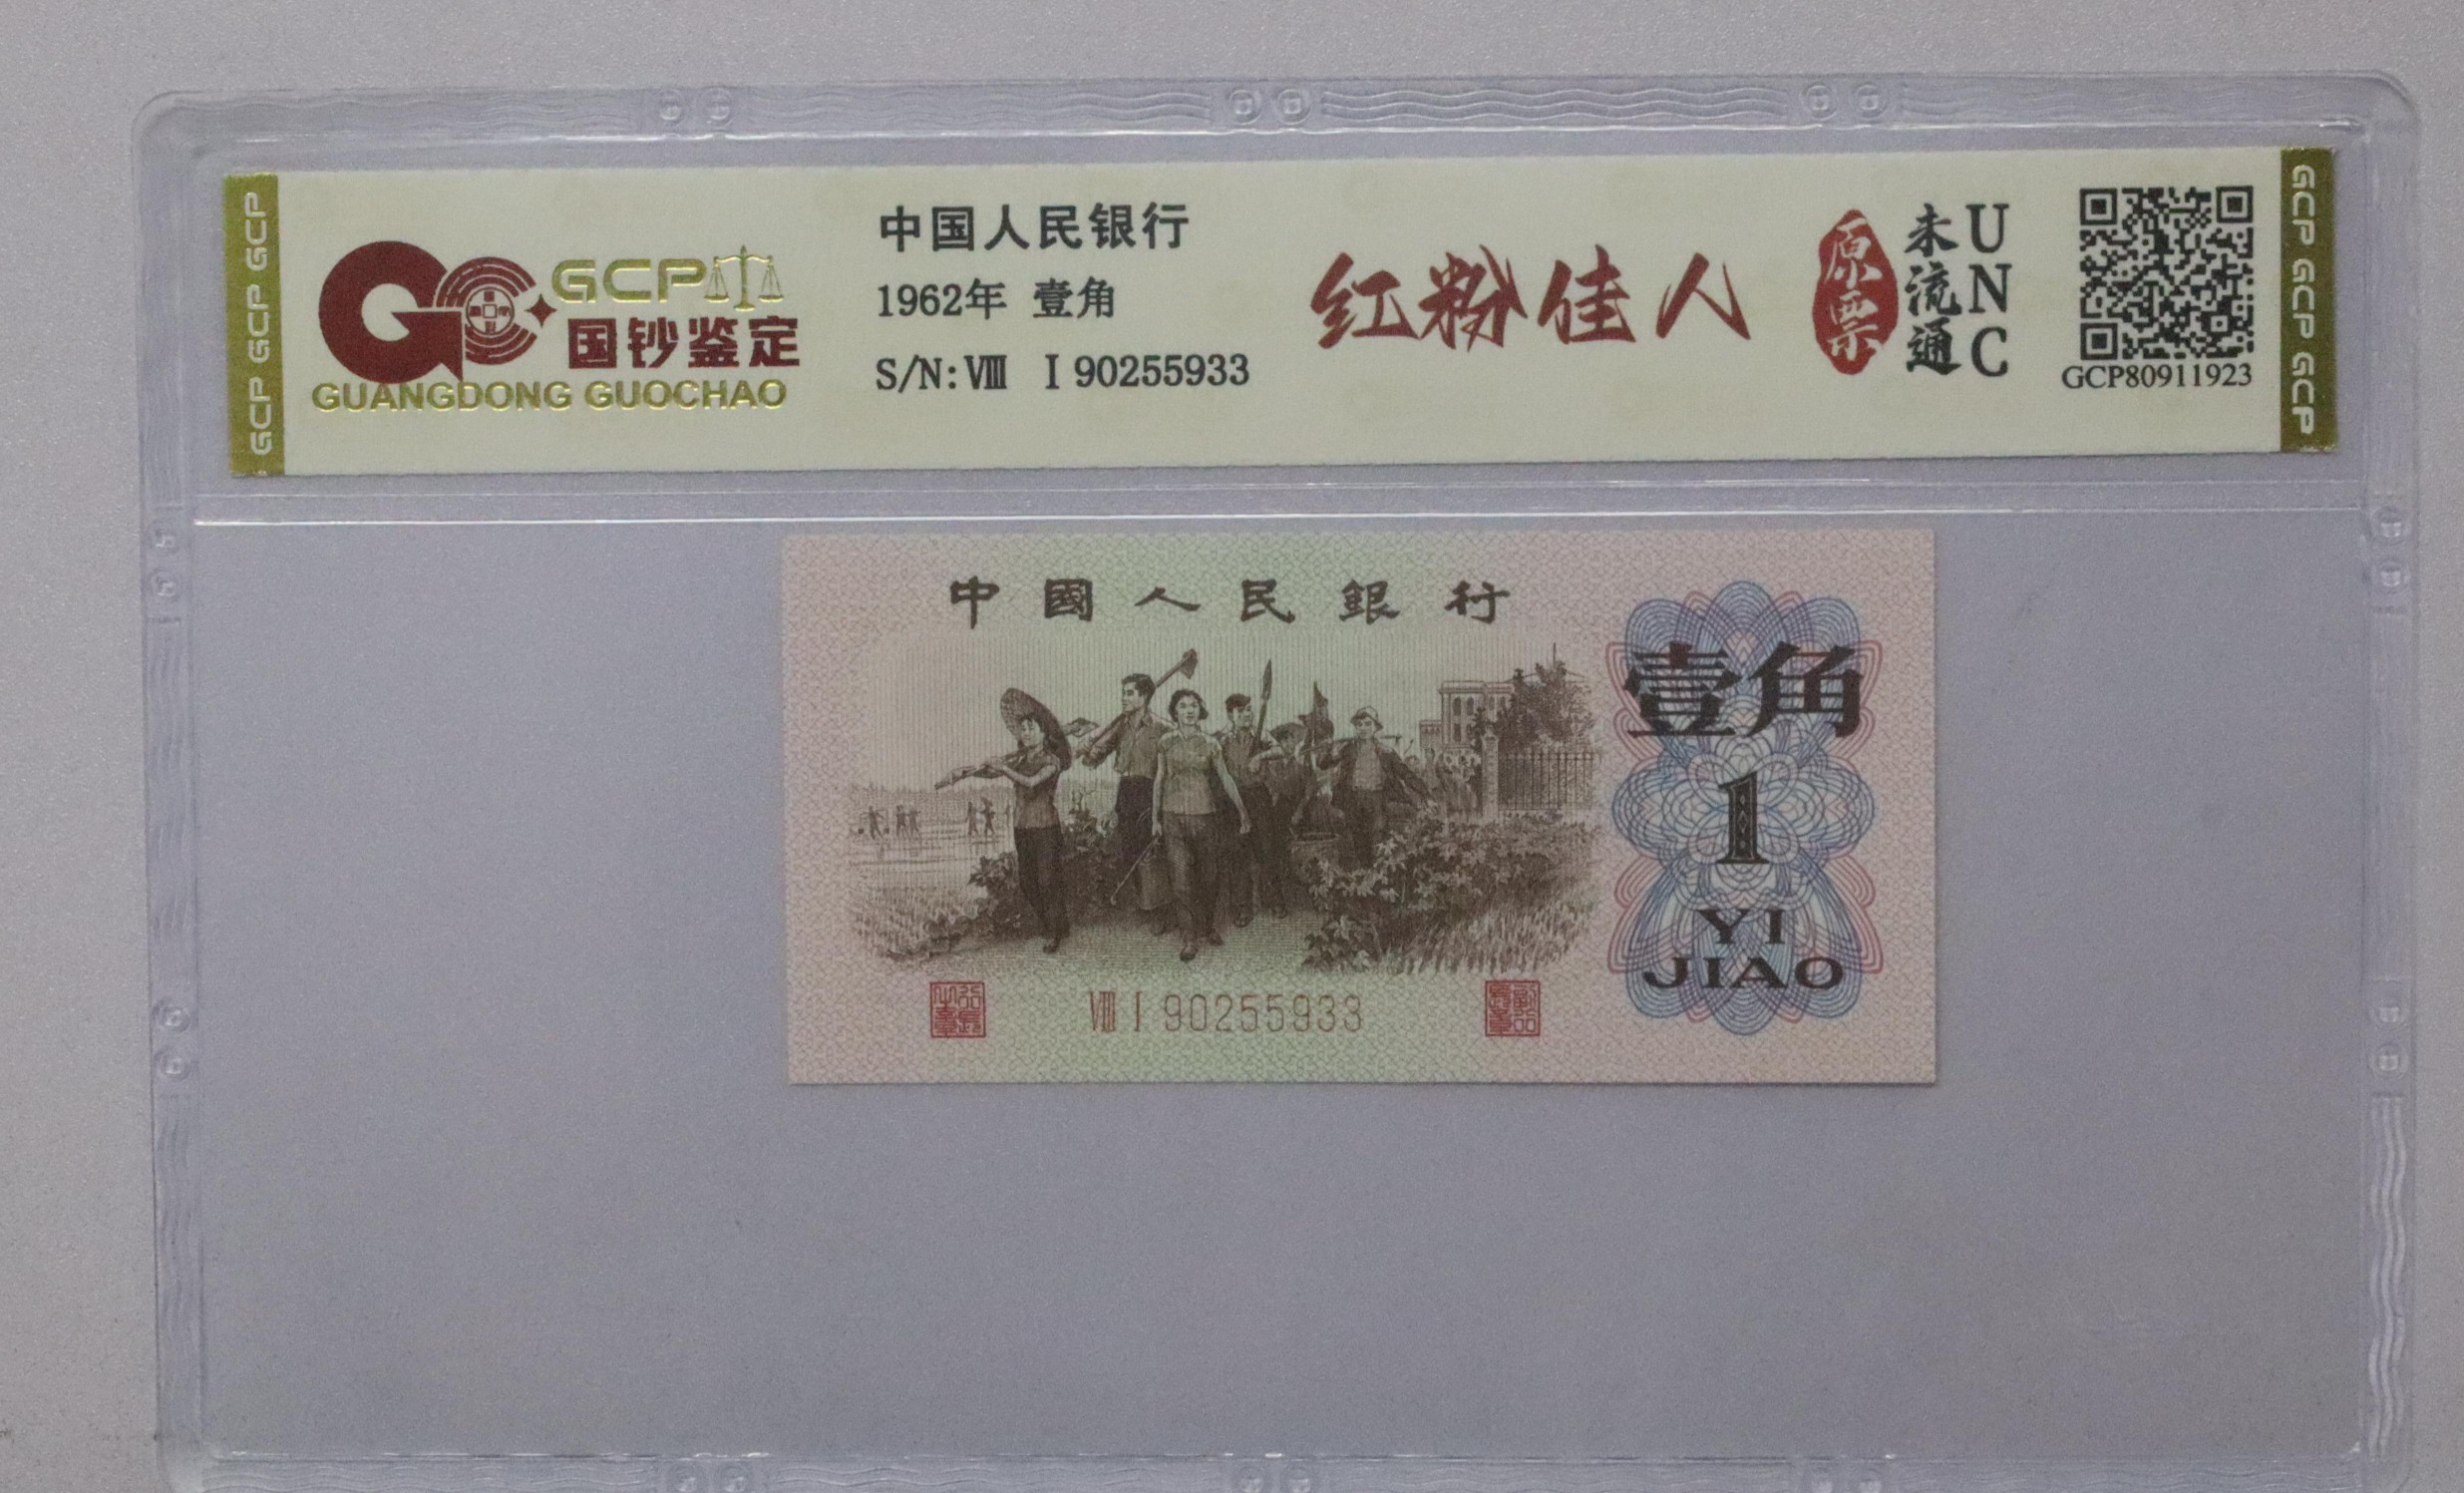 GCP GCP GCP
GCP
国钞鉴定
GUANGDONG GUOCHAO
中国人民银行
1962年 壹角
S/N:Ⅷ Ⅰ 90255933
红粉佳人
原票
未流通
UNC
GCP80911923
GCP GCP GCP
中國人民銀行
壹角
1
YI
JIAO
Ⅷ Ⅰ 90255933